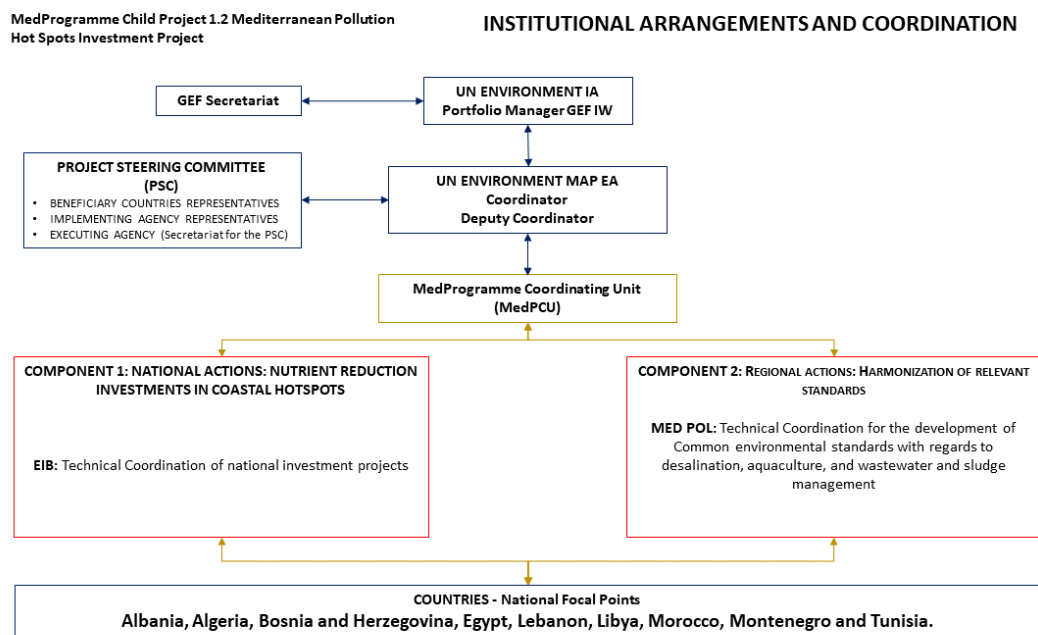 MedProgramme Child Project 1.2 Mediterranean Pollution
Hot Spots Investment Project
INSTITUTIONAL ARRANGEMENTS AND COORDINATION
GEF Secretariat
UN ENVIRONMENT IA
Portfolio Manager GEF IW
PROJECT STEERING COMMITTEE
(PSC)
• BENEFICIARY COUNTRIES REPRESENTATIVES
• IMPLEMENTING AGENCY REPRESENTATIVES
• EXECUTING AGENCY (Secretariat for the PSC)
UN ENVIRONMENT MAP EA
Coordinator
Deputy Coordinator
MedProgramme Coordinating Unit
(MedPCU)
COMPONENT 1: NATIONAL ACTIONS: NUTRIENT REDUCTION
INVESTMENTS IN COASTAL HOTSPOTS
EIB: Technical Coordination of national investment projects
COMPONENT 2: REGIONAL ACTIONS: HARMONIZATION OF RELEVANT
STANDARDS
MED POL: Technical Coordination for the development of
Common environmental standards with regards to
desalination, aquaculture, and wastewater and sludge
management
COUNTRIES - National Focal Points
Albania, Algeria, Bosnia and Herzegovina, Egypt, Lebanon, Libya, Morocco, Montenegro and Tunisia.